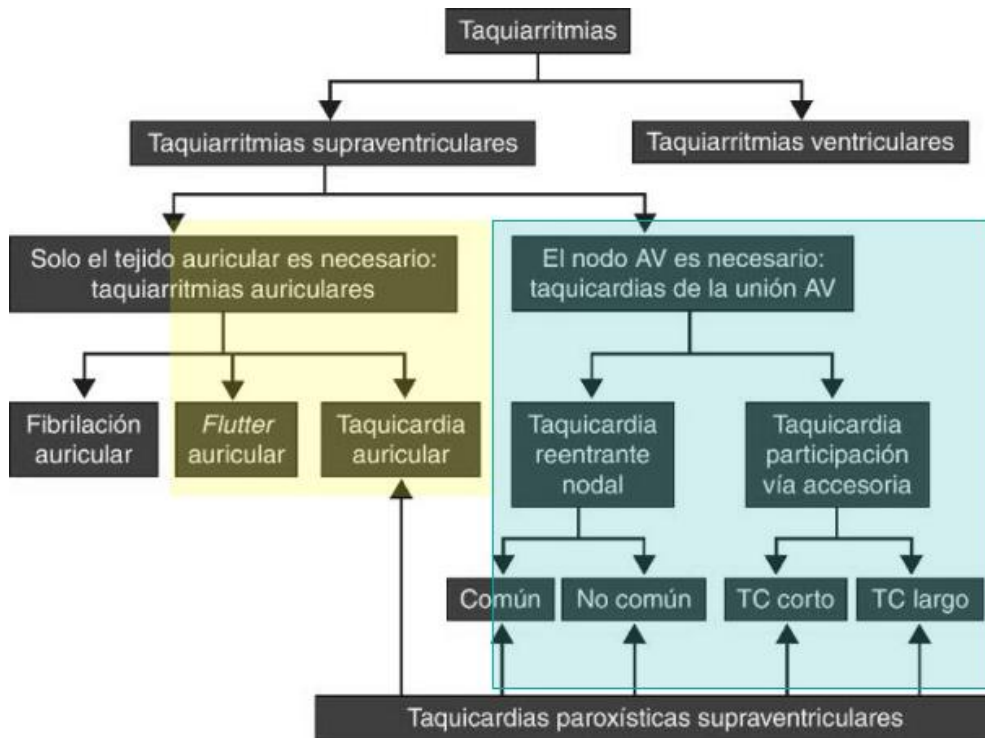 Taquiarritmias
Taquiarritmias supraventriculares
Taquiarritmias ventriculares
Solo el tejido auricular es necesario:
taquiarritmias auriculares
El nodo AV es necesario:
taquicardias de la unión AV
Fibrilación
auricular
Flutter
auricular
Taquicardia
auricular
Taquicardia
reentrante
nodal
Taquicardia
participación
vía accesoria
Común
No común
TC corto
TC largo
Taquicardias paroxísticas supraventriculares